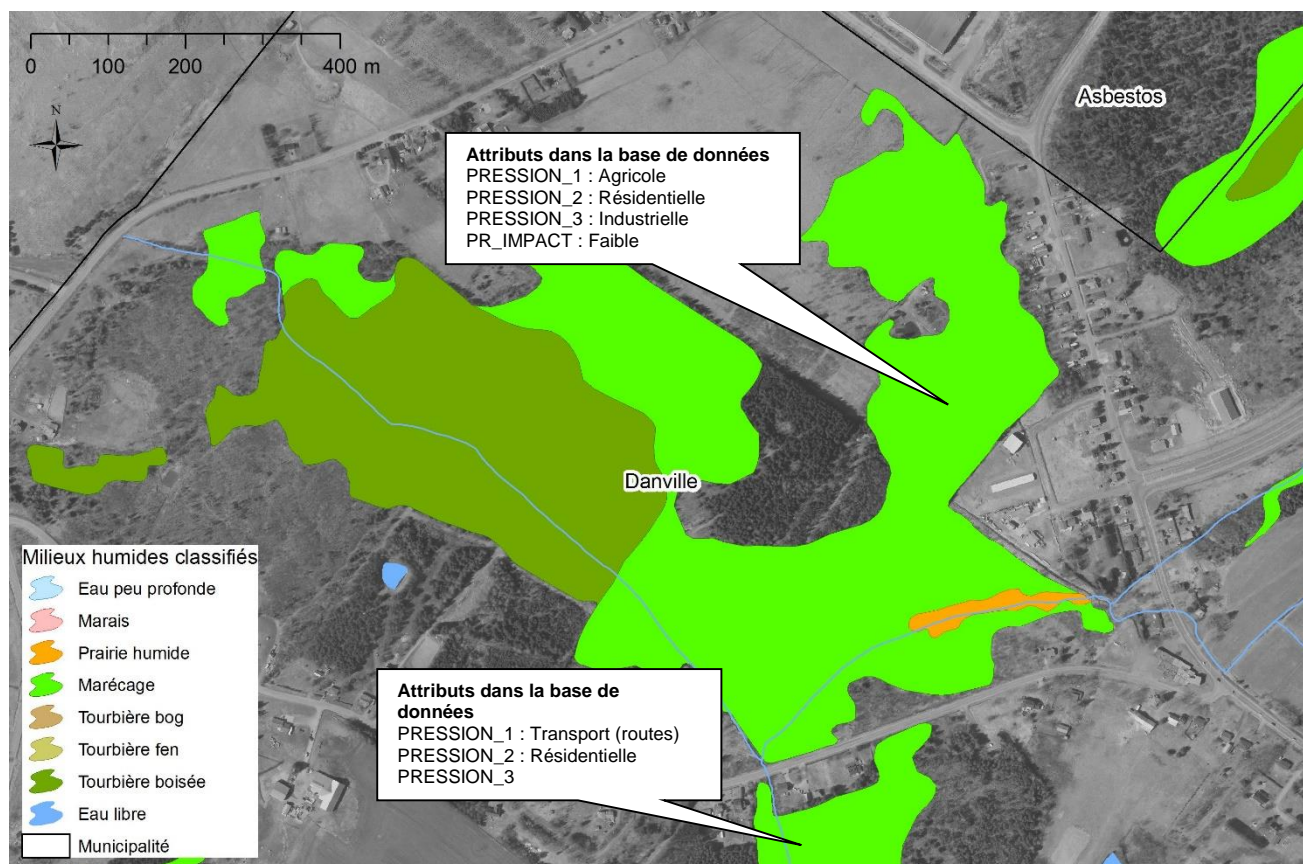 0 100 200 400 m
N
Asbestos
Attributs dans la base de données
PRESSION_1 : Agricole
PRESSION_2 : Résidentielle
PRESSION_3 : Industrielle
PR_IMPACT : Faible
Danville
Milieux humides classifiés
Eau peu profonde
Marais
Prairie humide
Marécage
Tourbière bog
Tourbière fen
Tourbière boisée
Eau libre
Municipalité
Attributs dans la base de
données
PRESSION_1 : Transport (routes)
PRESSION_2 : Résidentielle
PRESSION_3